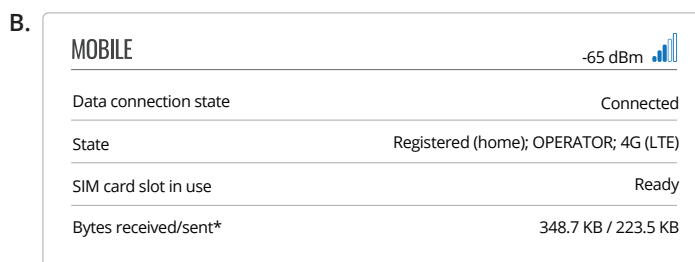 B.
MOBILE -65 dBm
Data connection state Connected
State Registered (home); OPERATOR; 4G (LTE)
SIM card slot in use Ready
Bytes received/sent* 348.7 KB / 223.5 KB